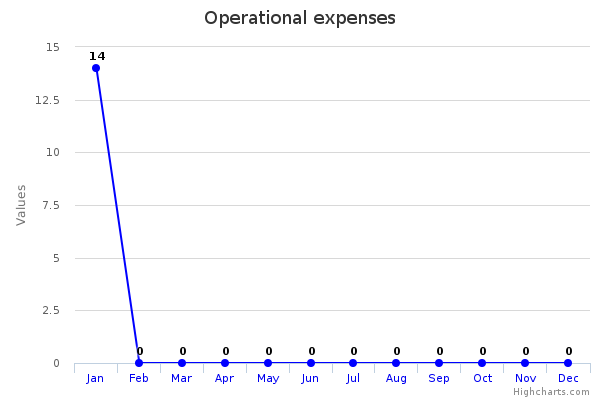 Operational expenses
15
12.5
10
7.5
5
2.5
0
Values
14
0 0 0 0 0 0 0 0 0 0 0
Jan Feb Mar Apr May Jun Jul Aug Sep Oct Nov Dec
Highcharts.com